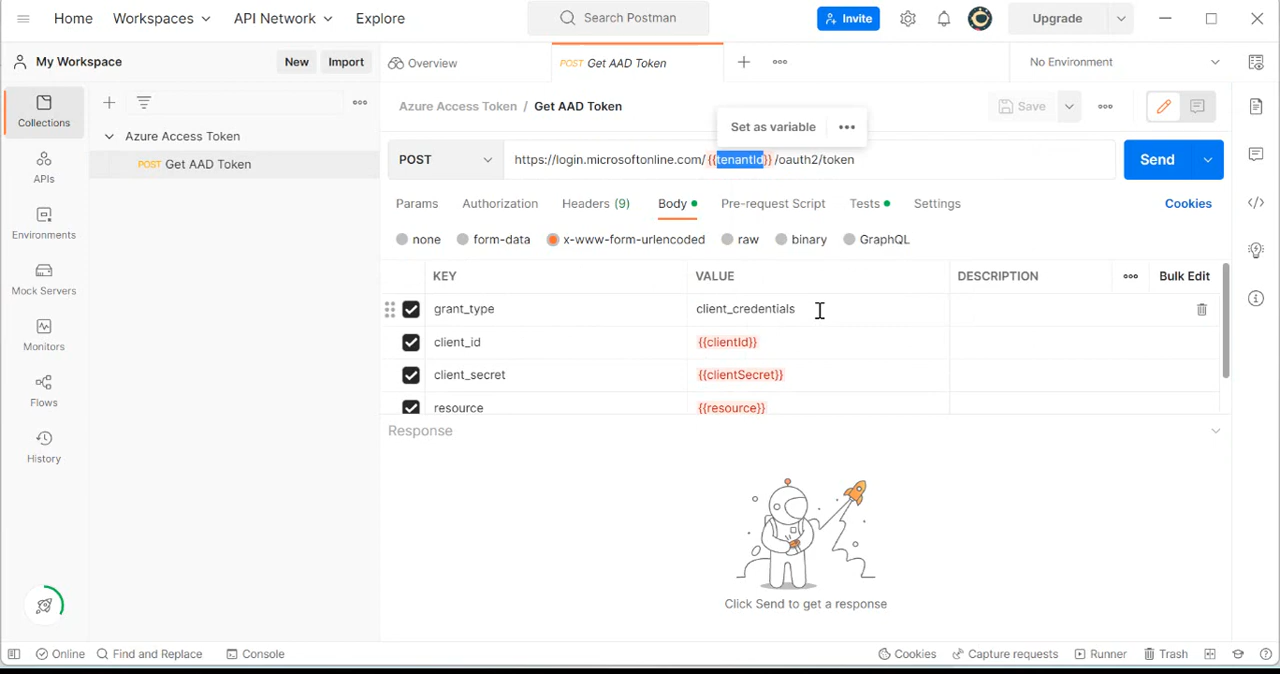 Home Workspaces API Network Explore Search Postman Invite Upgrade
My Workspace New Import Overview POST Get AAD Token No Environment
Collections
APIs
Environments
Mock Servers
Monitors
Flows
History
Azure Access Token
POST Get AAD Token
Azure Access Token / Get AAD Token Save
Set as variable
POST https://login.microsoftonline.com/{{tenantId}}/oauth2/token Send
Params Authorization Headers (9) Body Pre-request Script Tests Settings Cookies
none form-data x-www-form-urlencoded raw binary GraphQL
KEY VALUE DESCRIPTION Bulk Edit
grant_type client_credentials
client_id {{clientId}}
client_secret {{clientSecret}}
resource {{resource}}
Response
Click Send to get a response
Online Find and Replace Console Cookies Capture requests Runner Trash